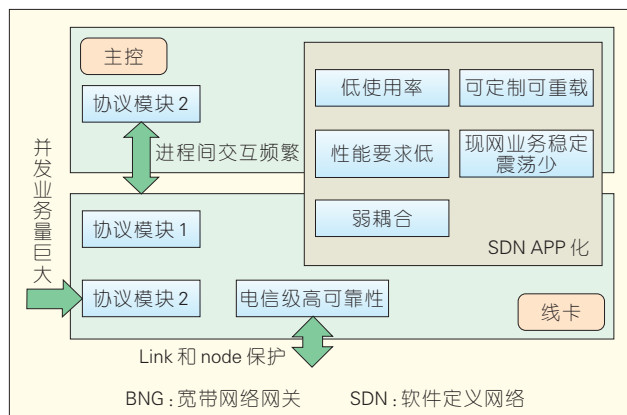 主控
协议模块 2
进程间交互频繁
低使用率
可定制可重载
性能要求低
现网业务稳定
震荡少
弱耦合
SDN APP 化
并发业务量巨大
协议模块 1
协议模块 2
电信级高可靠性
线卡
Link 和 node 保护
BNG：宽带网络网关
SDN：软件定义网络